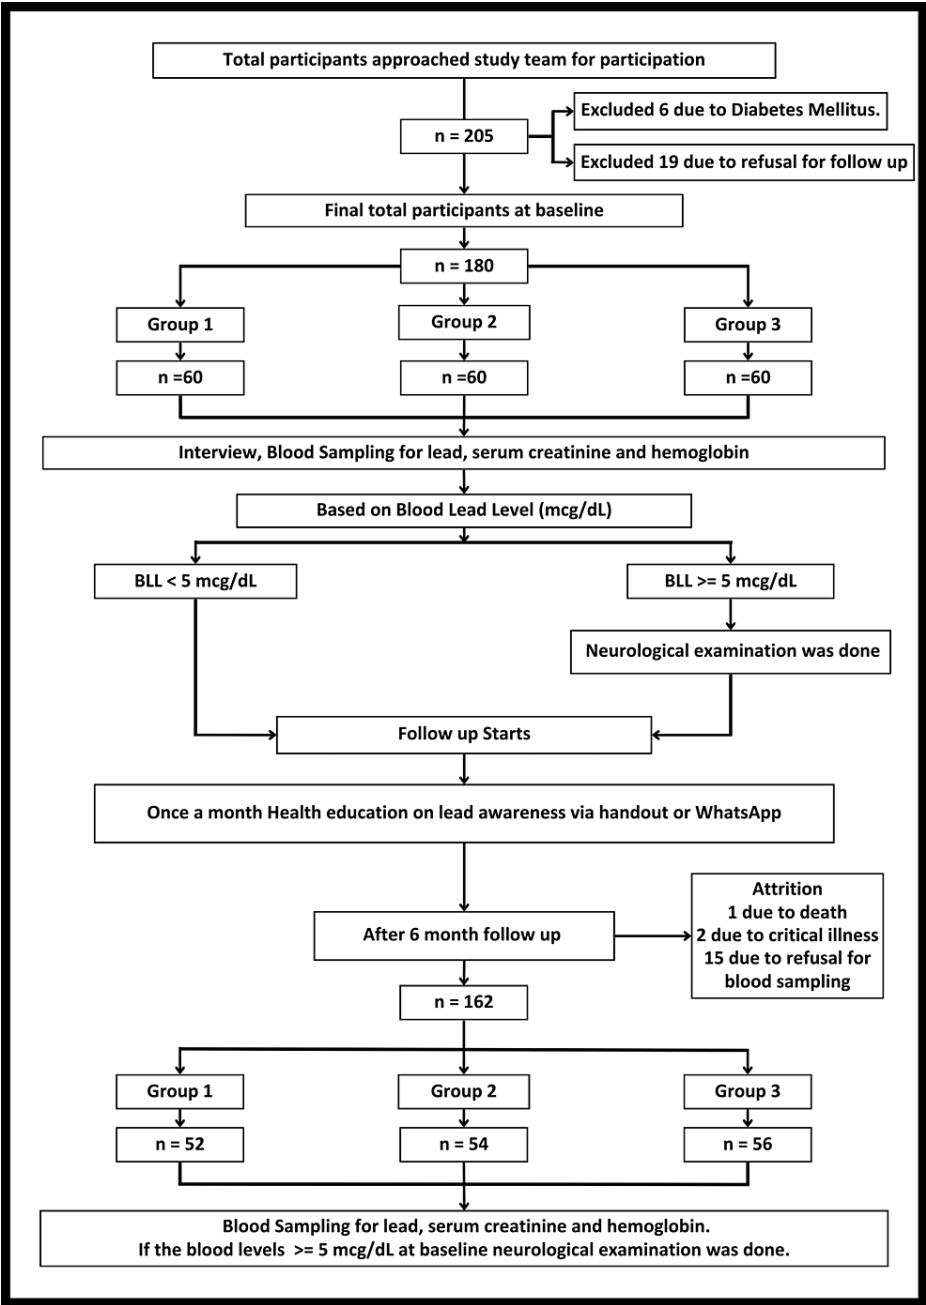 Total participants approached study team for participation
n = 205
Excluded 6 due to Diabetes Mellitus.
Excluded 19 due to refusal for follow up
Final total participants at baseline
n = 180
Group 1
Group 2
Group 3
n =60
n =60
n =60
Interview, Blood Sampling for lead, serum creatinine and hemoglobin
Based on Blood Lead Level (mcg/dL)
BLL < 5 mcg/dL
BLL >= 5 mcg/dL
Neurological examination was done
Follow up Starts
Once a month Health education on lead awareness via handout or WhatsApp
Attrition
1 due to death
2 due to critical illness
15 due to refusal for
blood sampling
After 6 month follow up
n = 162
Group 1
Group 2
Group 3
n = 52
n = 54
n = 56
Blood Sampling for lead, serum creatinine and hemoglobin.
If the blood levels >= 5 mcg/dL at baseline neurological examination was done.